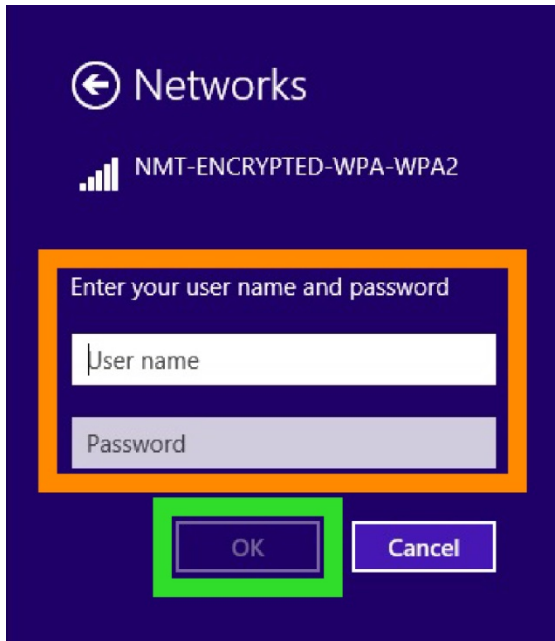 Networks
NMT-ENCRYPTED-WPA-WPA2
Enter your user name and password
User name
Password
OK
Cancel